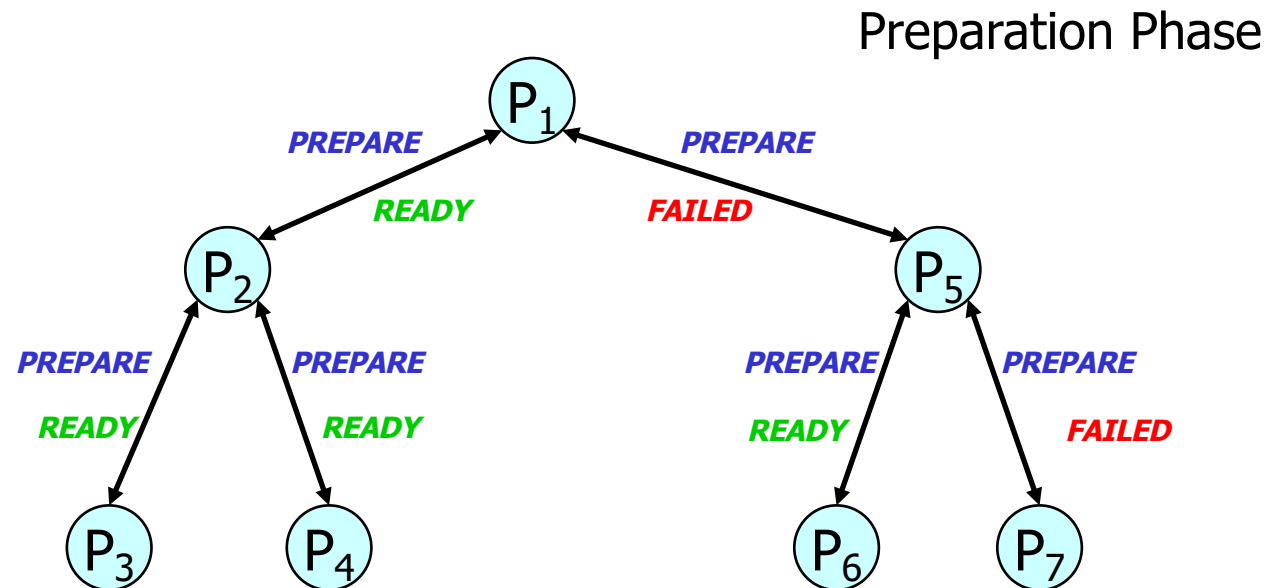 Preparation Phase
P1
PREPARE
PREPARE
READY
FAILED
P2
P5
PREPARE
PREPARE
PREPARE
PREPARE
READY
READY
READY
FAILED
P3
P4
P6
P7